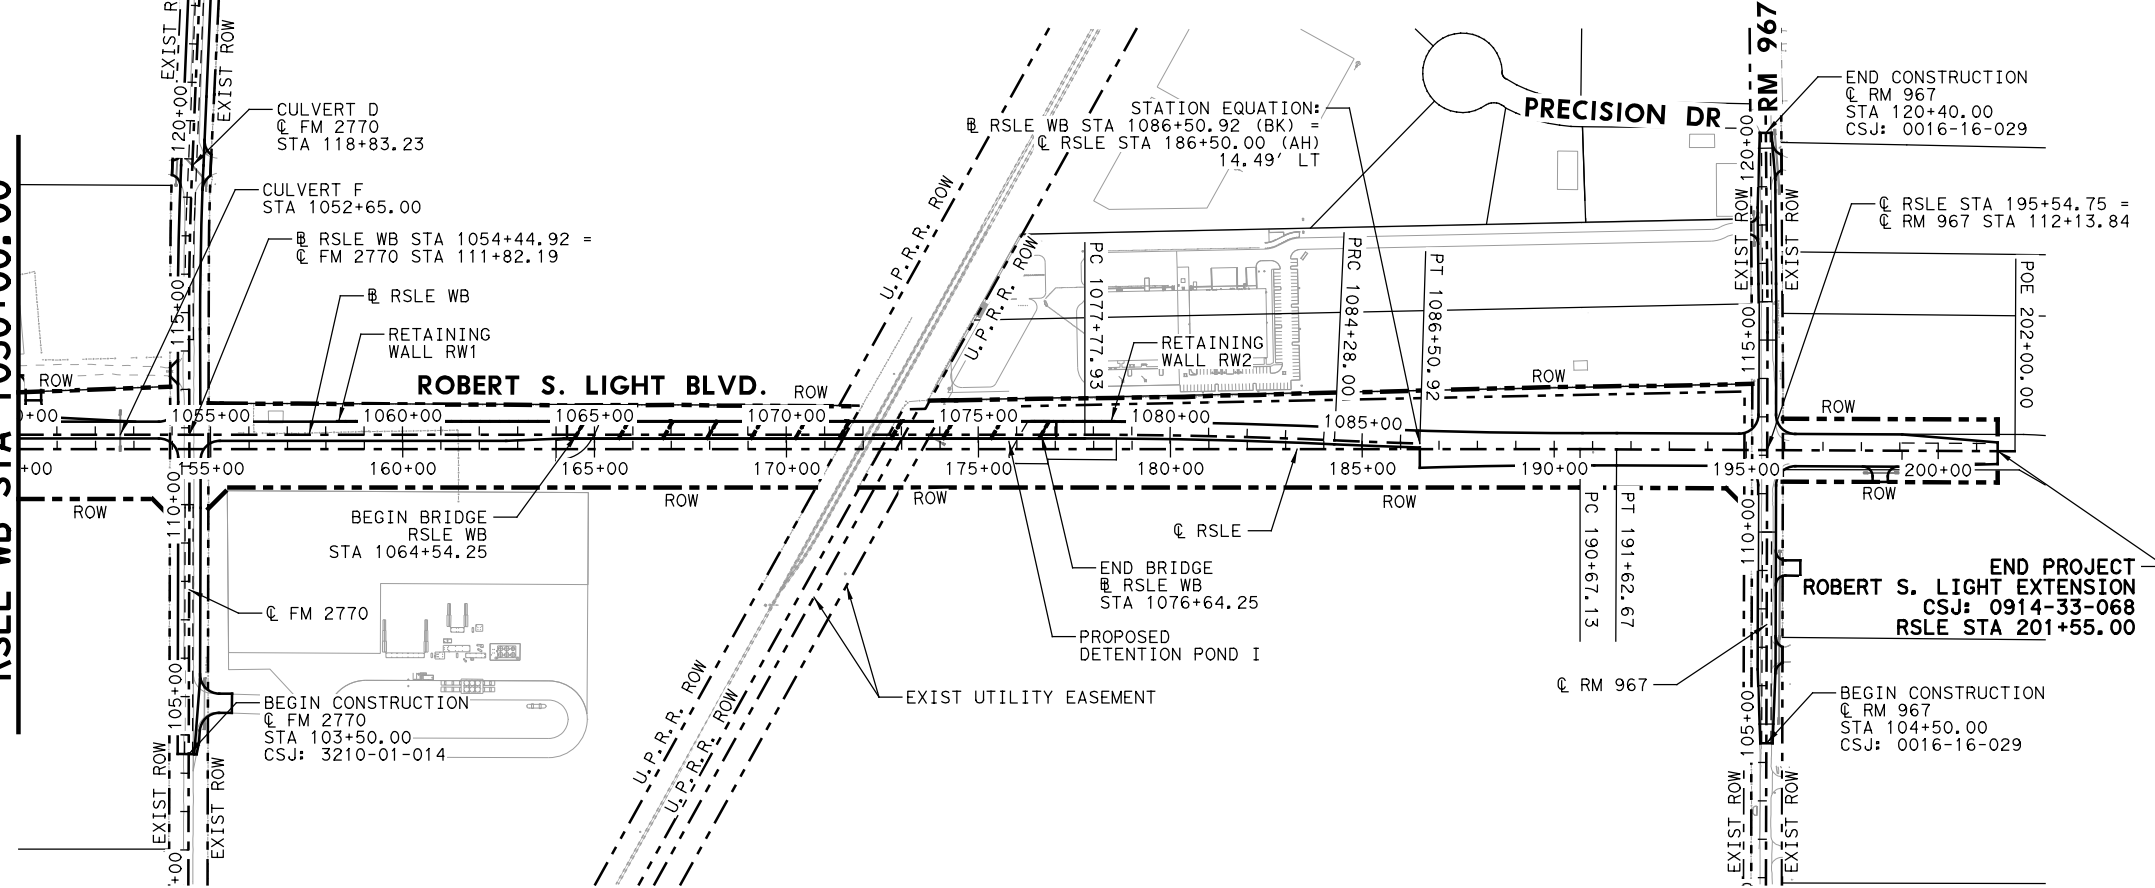 EXIST R
EXIST ROW
120+00
CULVERT D
℄ FM 2770
STA 118+83.23
CULVERT F
STA 1052+65.00
B RSLE WB STA 1054+44.92 =
℄ FM 2770 STA 111+82.19
B RSLE WB
RETAINING
WALL RW1
115+00
ROBERT S. LIGHT BLVD.
ROW
ROW
U.P.R.R. ROW
U.P.R.R. ROW
STATION EQUATION:
B RSLE WB STA 1086+50.92 (BK) =
℄ RSLE STA 186+50.00 (AH)
14.49' LT
PRECISION DR
RM 967
END CONSTRUCTION
℄ RM 967
STA 120+40.00
CSJ: 0016-16-029
120+00
EXIST ROW
EXIST ROW
℄ RSLE STA 195+54.75 =
℄ RM 967 STA 112+13.84
PC 1077+77.93
PRC 1084+28.00
PT 1086+50.92
POE 202+00.00
RETAINING
WALL RW2
115+00
ROW
ROW
0+00
1055+00
1060+00
1065+00
1070+00
1075+00
1080+00
1085+00
+00
155+00
160+00
165+00
170+00
175+00
180+00
185+00
190+00
195+00
200+00
ROW
ROW
ROW
ROW
ROW
110+00
BEGIN BRIDGE
RSLE WB
STA 1064+54.25
℄ RSLE
END BRIDGE
B RSLE WB
STA 1076+64.25
PC 190+67.13
PT 191+62.67
110+00
END PROJECT
ROBERT S. LIGHT EXTENSION
CSJ: 0914-33-068
RSLE STA 201+55.00
℄ FM 2770
PROPOSED
DETENTION POND I
EXIST UTILITY EASEMENT
℄ RM 967
105+00
BEGIN CONSTRUCTION
℄ FM 2770
STA 103+50.00
CSJ: 3210-01-014
U.P.R.R. ROW
U.P.R.R. ROW
105+00
BEGIN CONSTRUCTION
℄ RM 967
STA 104+50.00
CSJ: 0016-16-029
EXIST ROW
EXIST ROW
EXIST ROW
EXIST ROW
+00
+00
RSLE WB STA 1050+00.00